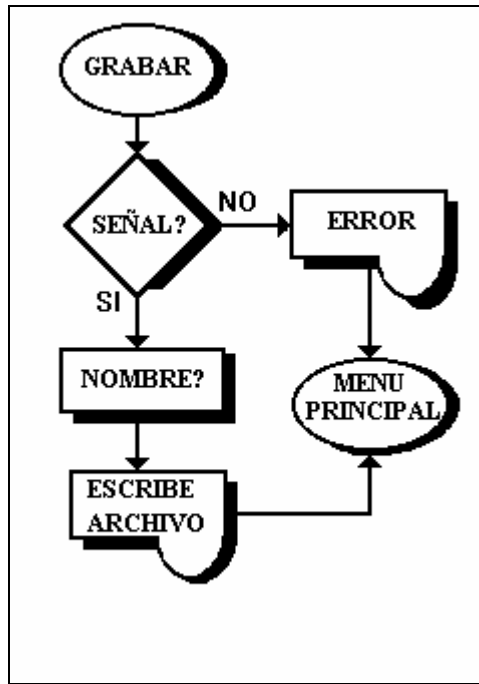 GRABAR
SEÑAL?
NO
ERROR
SI
NOMBRE?
MENU
PRINCIPAL
ESCRIBE
ARCHIVO